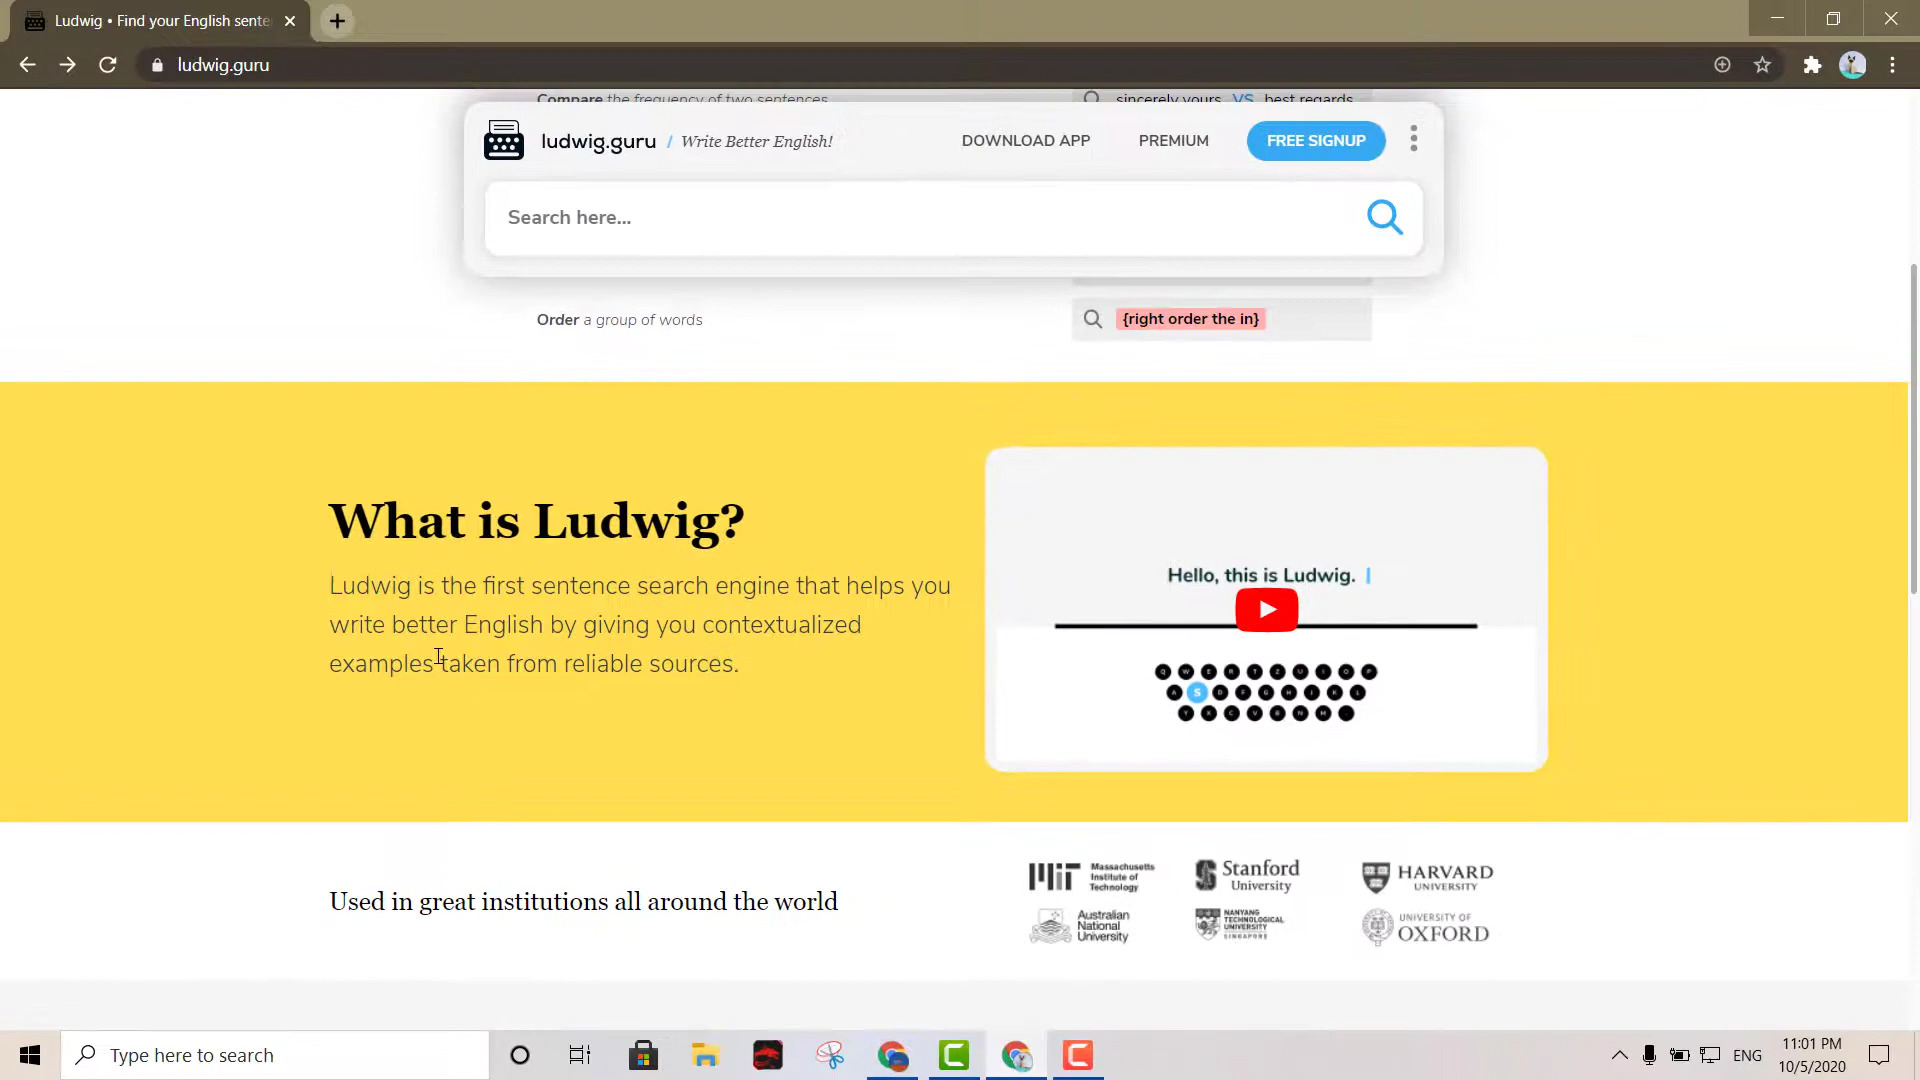 Ludwig • Find your English sente
ludwig.guru
Compare the frequency of two sentences
sincerely yours VS best regards
ludwig.guru / Write Better English!
DOWNLOAD APP
PREMIUM
FREE SIGNUP
Search here...
Order a group of words
{right order the in}
What is Ludwig?
Ludwig is the first sentence search engine that helps you
write better English by giving you contextualized
examples taken from reliable sources.
Hello, this is Ludwig.
Q W E R T Z U I O P
A S D F G H J K L
Y X C V B N M
Used in great institutions all around the world
MIT Massachusetts
Institute of
Technology
Stanford
University
HARVARD
UNIVERSITY
Australian
National
University
NANYANG
TECHNOLOGICAL
UNIVERSITY
SINGAPORE
UNIVERSITY OF
OXFORD
Type here to search
ENG
11:01 PM
10/5/2020